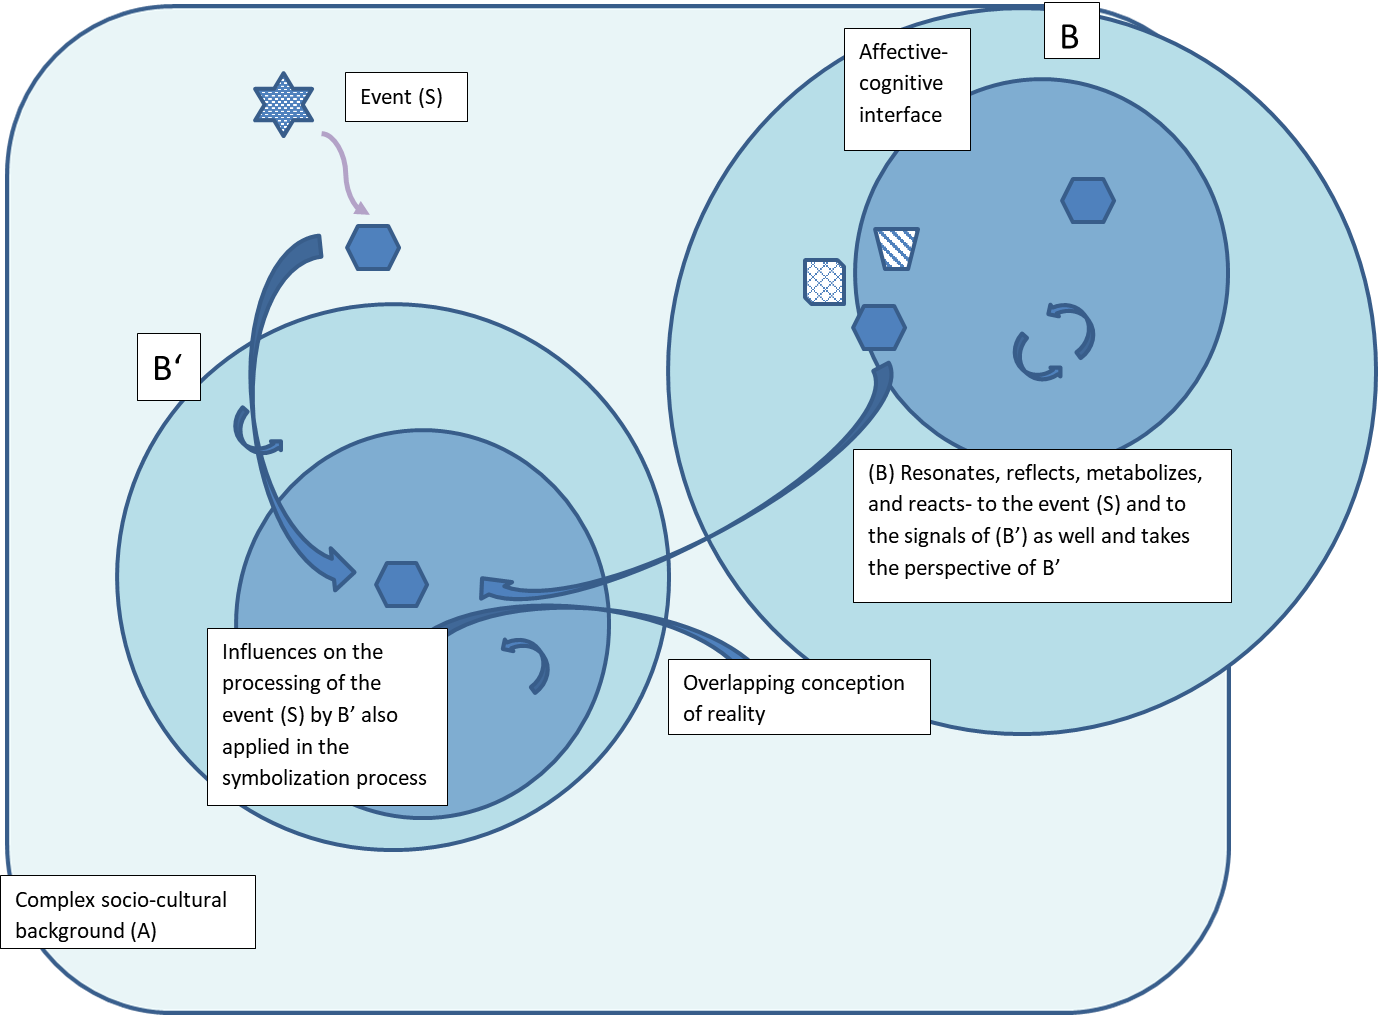 B
Affective-
cognitive
interface
Event (S)
B‘
(B) Resonates, reflects, metabolizes,
and reacts- to the event (S) and to
the signals of (B’) as well and takes
the perspective of B’
Influences on the
processing of the
event (S) by B’ also
applied in the
symbolization process
Overlapping conception
of reality
Complex socio-cultural
background (A)